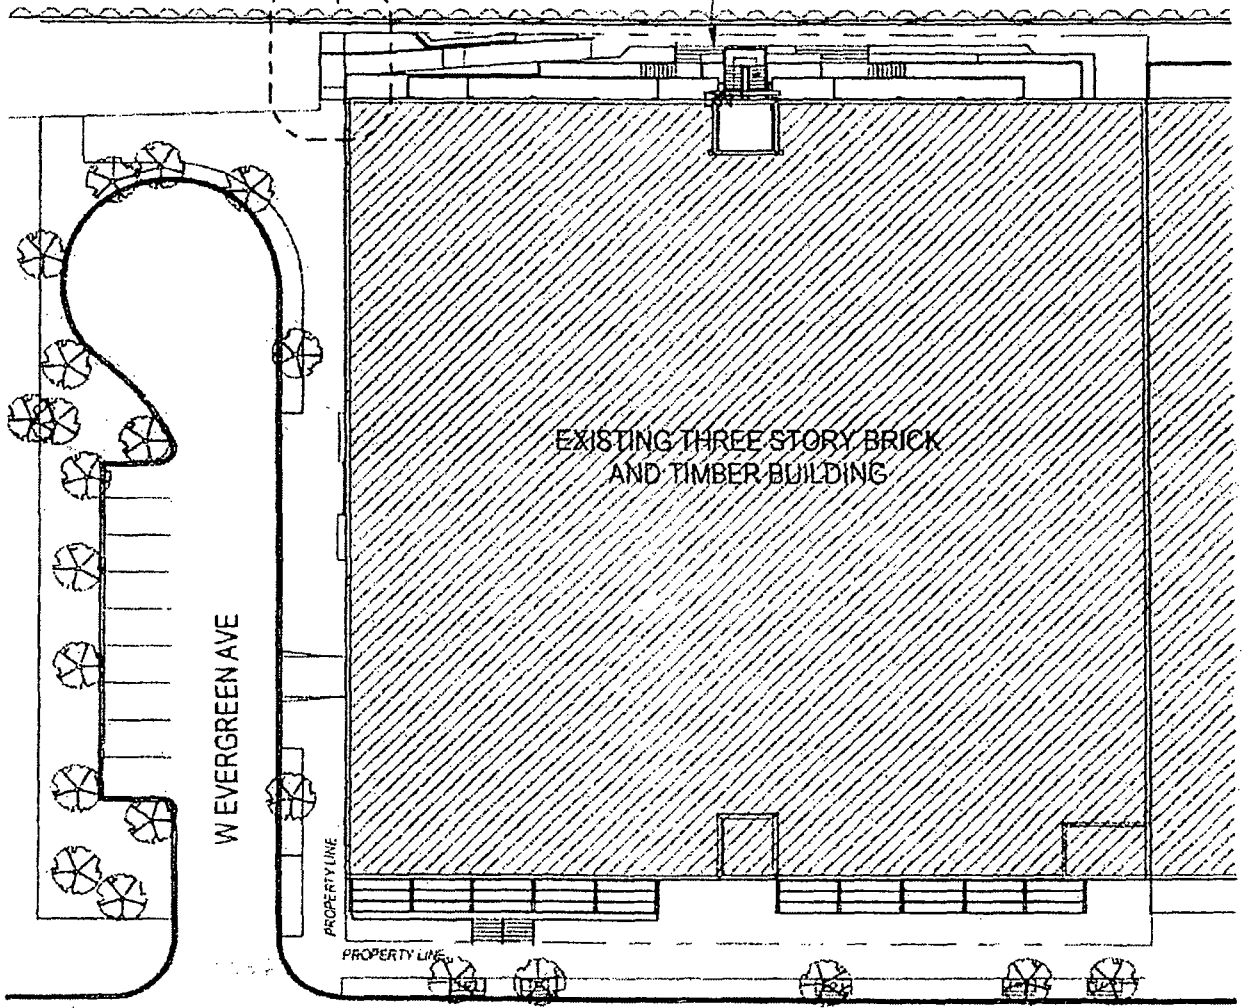 EXISTING THREE STORY BRICK
AND TIMBER BUILDING
W EVERGREEN AVE
PROPERTY LINE
PROPERTY LINE